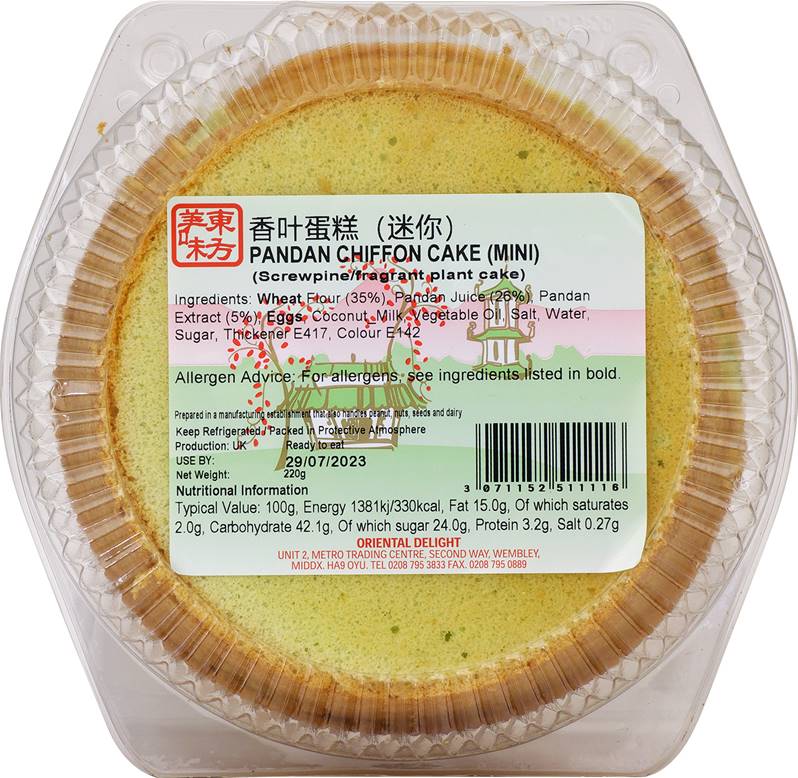 美味 東方
香叶蛋糕（迷你）
PANDAN CHIFFON CAKE (MINI)
(Screwpine/fragrant plant cake)
Ingredients: Wheat Flour (35%), Pandan Juice (26%), Pandan
Extract (5%), Eggs, Coconut, Milk, Vegetable Oil, Salt, Water,
Sugar, Thickener E417, Colour E142
Allergen Advice: For allergens, see ingredients listed in bold.
Prepared in a manufacturing establishment that also handles peanut, nuts, seeds and dairy
Keep Refrigerated / Packed in Protective Atmosphere
Production: UK Ready to eat
USE BY: 29/07/2023
Net Weight: 220g
3 071152 511116
Nutritional Information
Typical Value: 100g, Energy 1381kj/330kcal, Fat 15.0g, Of which saturates
2.0g, Carbohydrate 42.1g, Of which sugar 24.0g, Protein 3.2g, Salt 0.27g
ORIENTAL DELIGHT
UNIT 2, METRO TRADING CENTRE, SECOND WAY, WEMBLEY,
MIDDX. HA9 OYU. TEL 0208 795 3833 FAX. 0208 795 0889